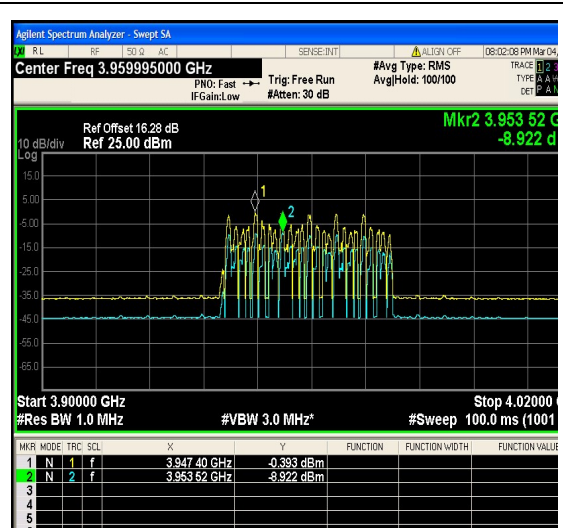 Agilent Spectrum Analyzer - Swept SA
LXI RL RF 50 Ω AC SENSE:INT ALIGN OFF 08:02:08 PM Mar 04,
Center Freq 3.959995000 GHz
#Avg Type: RMS
TRACE 1 2 3
PNO: Fast Trig: Free Run Avg|Hold: 100/100 TYPE A A W
IFGain:Low #Atten: 30 dB DET P A N
Ref Offset 16.28 dB
Mkr2 3.953 52 G
10 dB/div Ref 25.00 dBm -8.922 d
Log
15.0
5.00
1
2
-5.00
-15.0
-25.0
-35.0
-45.0
-55.0
-65.0
Start 3.90000 GHz Stop 4.02000
#Res BW 1.0 MHz #VBW 3.0 MHz* #Sweep 100.0 ms (1001
MKR MODE TRC SCL X Y FUNCTION FUNCTION WIDTH FUNCTION VALUE
1 N 1 f 3.947 40 GHz -0.393 dBm
2 N 2 f 3.953 52 GHz -8.922 dBm
3
4
5